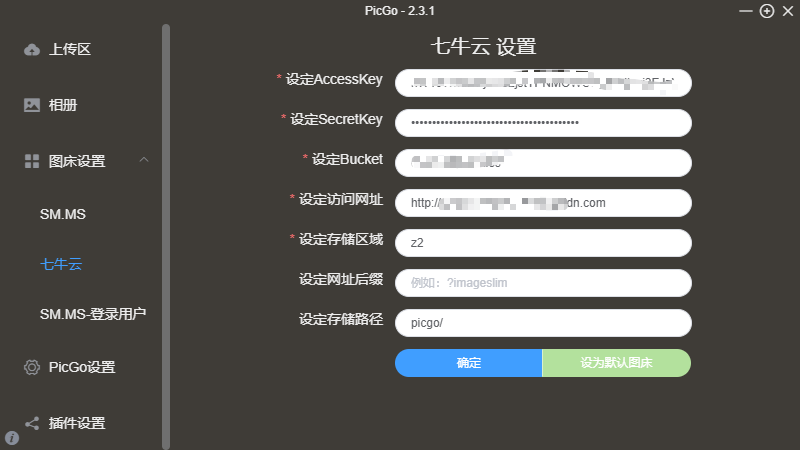 PicGo - 2.3.1
上传区
相册
图床设置
SM.MS
七牛云
SM.MS-登录用户
PicGo设置
插件设置
七牛云 设置
* 设定AccessKey
* 设定SecretKey
••••••••••••••••••••••••••••••••••••••••
* 设定Bucket
* 设定访问网址
http:// dn.com
* 设定存储区域
z2
设定网址后缀
例如：?imageslim
设定存储路径
picgo/
确定
设为默认图床